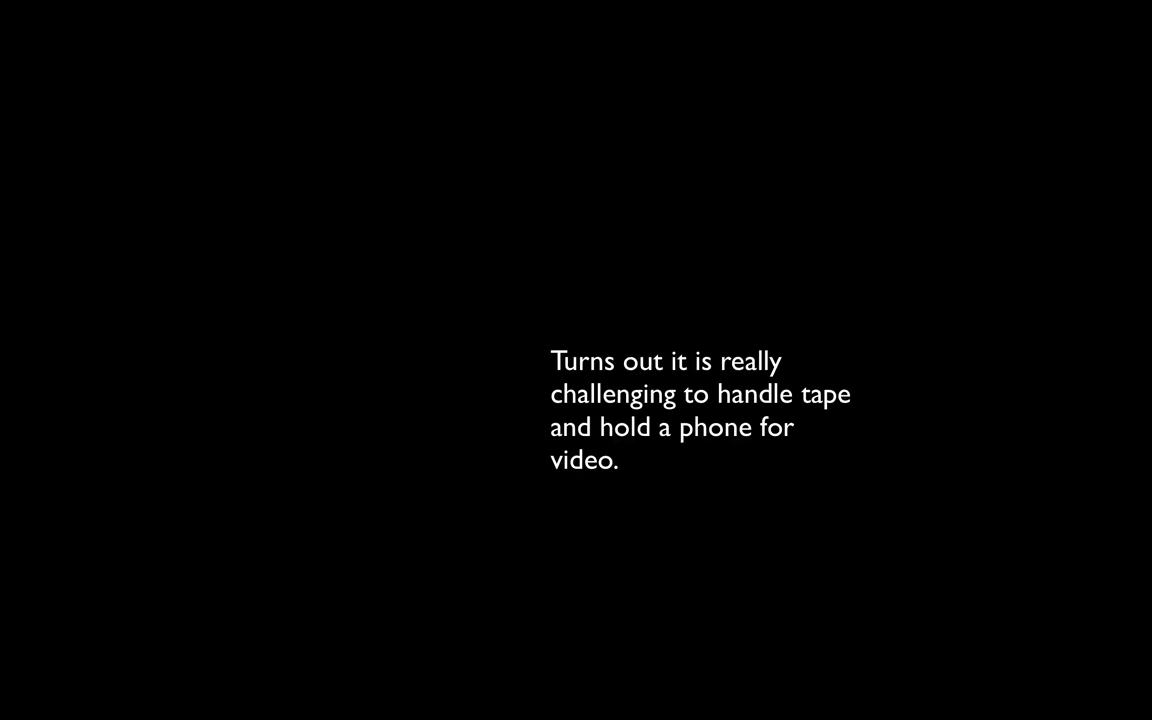 Turns out it is really
challenging to handle tape
and hold a phone for
video.